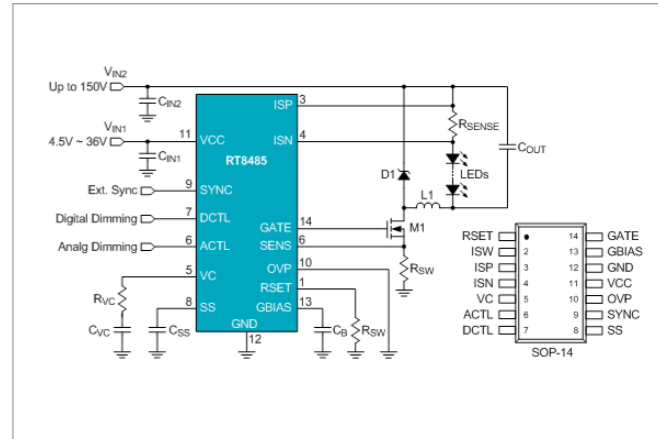 VIN2
Up to 150V
CIN2
ISP
3
RSENSE
VIN1
4.5V ~ 36V
CIN1
11
VCC
ISN
4
COUT
RT8485
D1
LEDs
Ext. Sync
9
SYNC
L1
Digital Dimming
7
DCTL
GATE
14
M1
Analg Dimming
6
ACTL
SENS
6
OVP
10
RSW
5
VC
RSET
1
RVC
8
SS
GBIAS
13
CVC
CSS
GND
12
CB
RSW
RSET 14 GATE
ISW 2 13 GBIAS
ISP 3 12 GND
ISN 4 11 VCC
VC 5 10 OVP
ACTL 6 9 SYNC
DCTL 7 8 SS
SOP-14